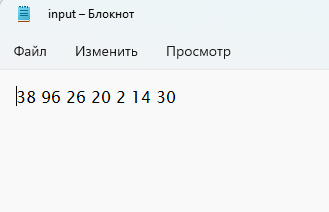 input – Блокнот
Файл Изменить Просмотр
38 96 26 20 2 14 30